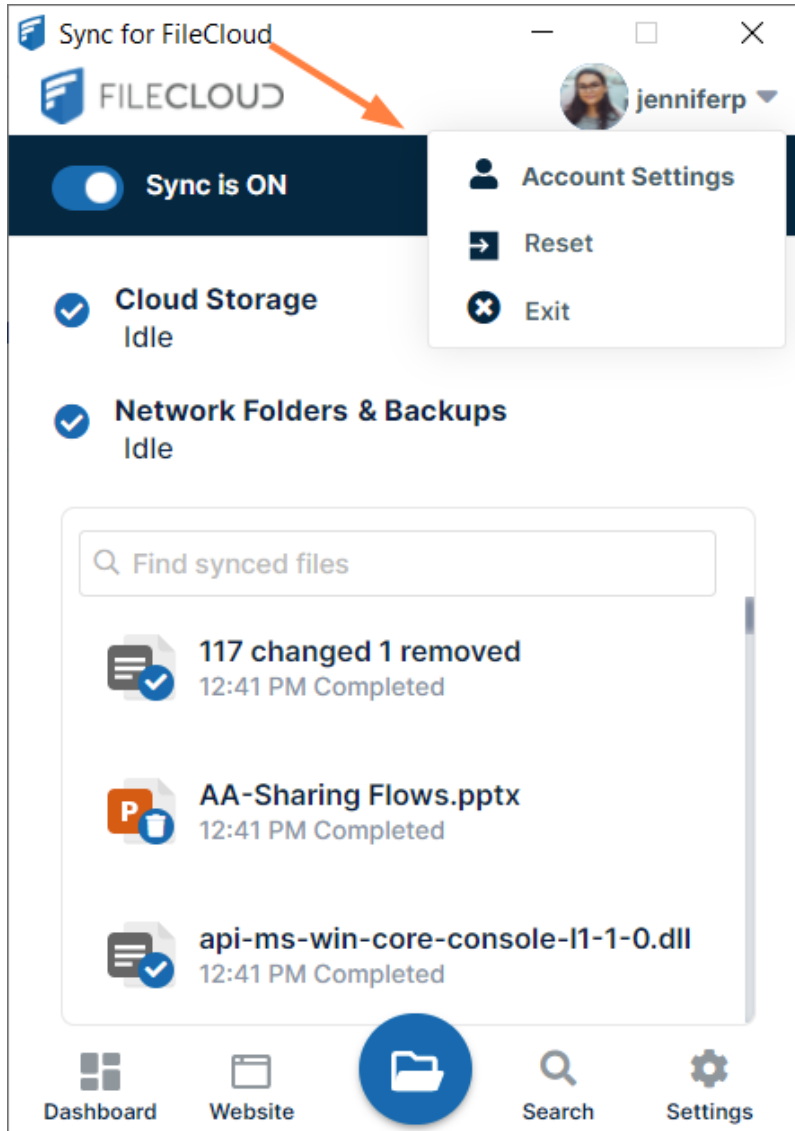 Sync for FileCloud
FILECLOUD
jenniferp
Sync is ON
Account Settings
Reset
Exit
Cloud Storage
Idle
Network Folders & Backups
Idle
Find synced files
117 changed 1 removed
12:41 PM Completed
P
AA-Sharing Flows.pptx
12:41 PM Completed
api-ms-win-core-console-l1-1-0.dll
12:41 PM Completed
Dashboard
Website
Search
Settings